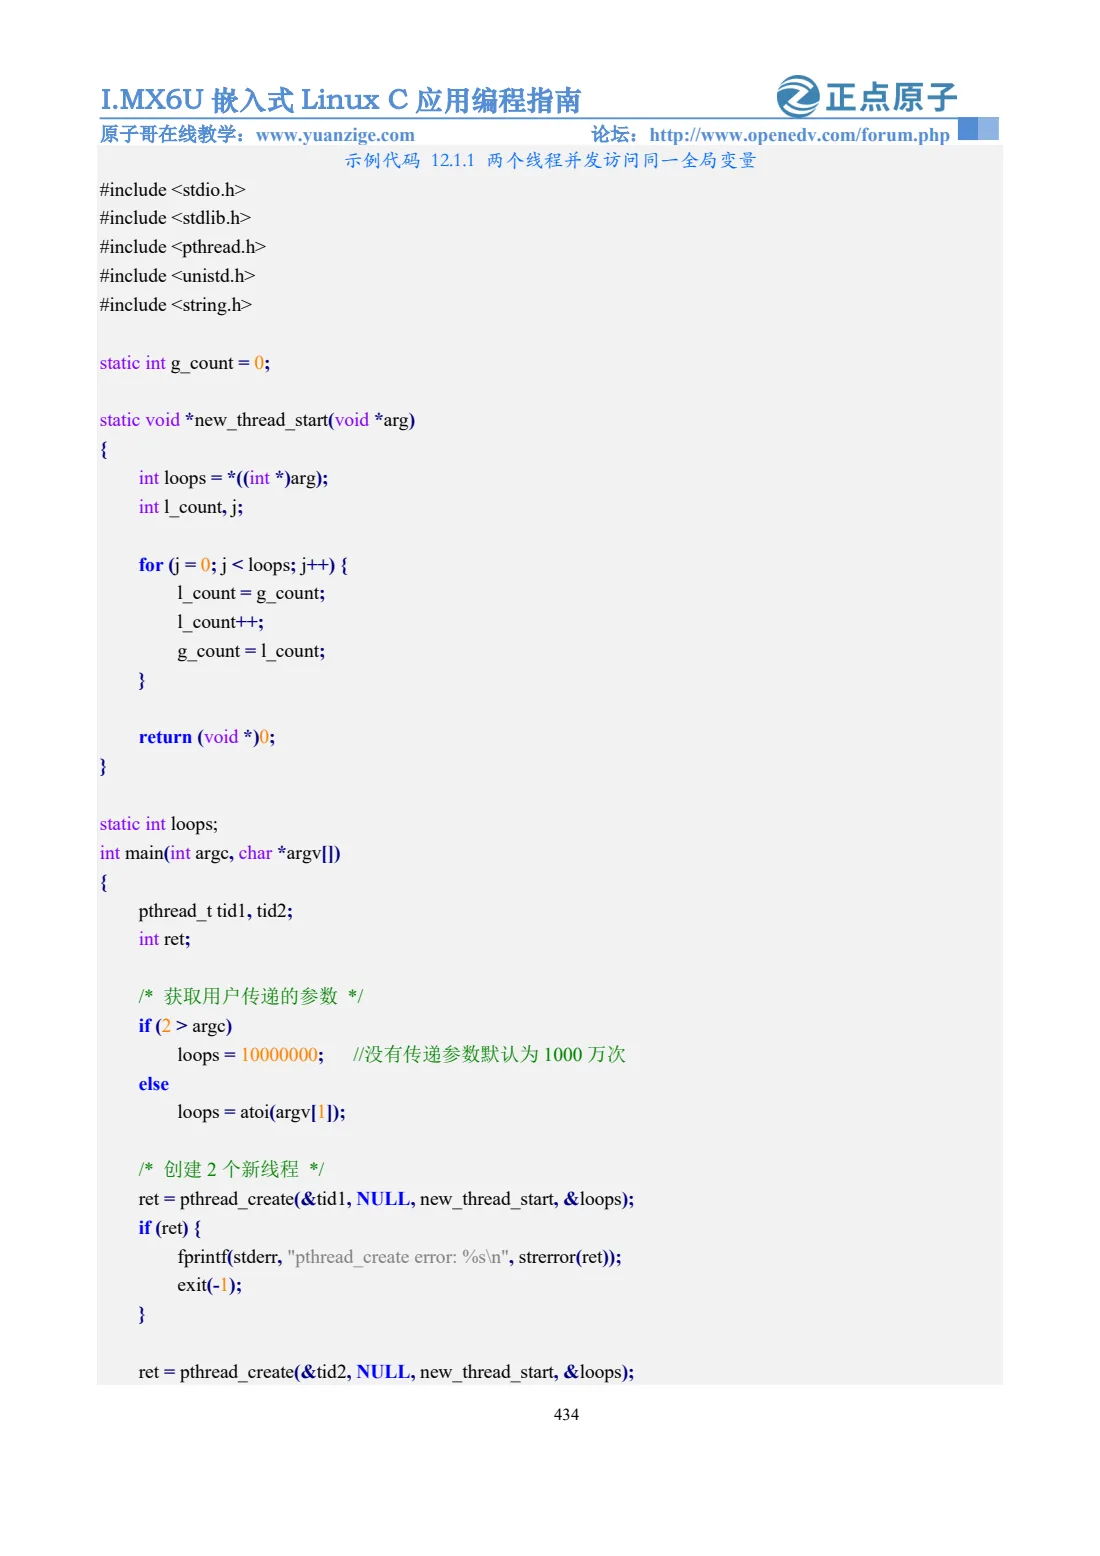 I.MX6U 嵌入式 Linux C 应用编程指南
正点原子
原子哥在线教学：www.yuanzige.com 论坛：http://www.openedv.com/forum.php
示例代码 12.1.1 两个线程并发访问同一全局变量
#include <stdio.h>
#include <stdlib.h>
#include <pthread.h>
#include <unistd.h>
#include <string.h>
static int g_count = 0;
static void *new_thread_start(void *arg)
{
int loops = *((int *)arg);
int l_count, j;
for (j = 0; j < loops; j++) {
l_count = g_count;
l_count++;
g_count = l_count;
}
return (void *)0;
}
static int loops;
int main(int argc, char *argv[])
{
pthread_t tid1, tid2;
int ret;
/* 获取用户传递的参数 */
if (2 > argc)
loops = 10000000; //没有传递参数默认为 1000 万次
else
loops = atoi(argv[1]);
/* 创建 2 个新线程 */
ret = pthread_create(&tid1, NULL, new_thread_start, &loops);
if (ret) {
fprintf(stderr, "pthread_create error: %s\n", strerror(ret));
exit(-1);
}
ret = pthread_create(&tid2, NULL, new_thread_start, &loops);
434